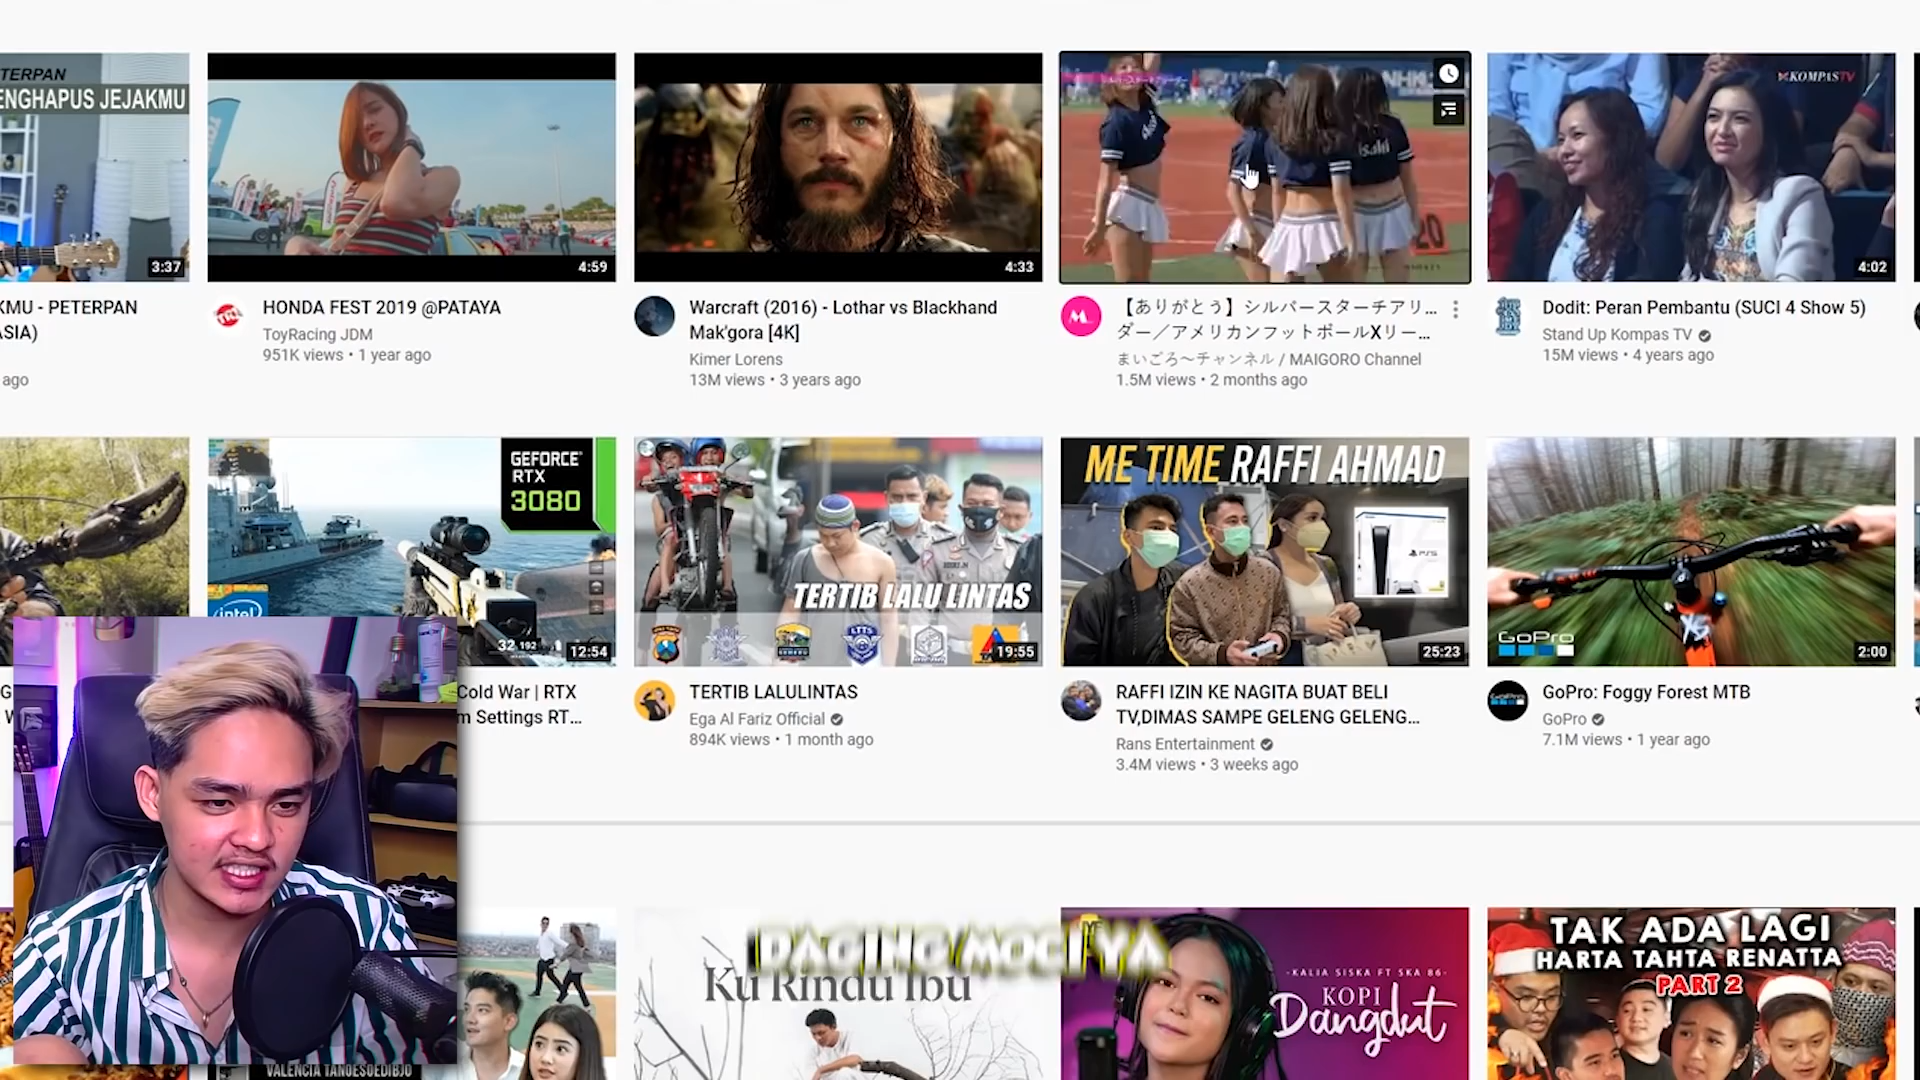 TERPAN
ENGHAPUS JEJAKMU
3:37
KMU - PETERPAN
ASIA)
ago
4:59
HONDA FEST 2019 @PATAYA
ToyRacing JDM
951K views • 1 year ago
4:33
Warcraft (2016) - Lothar vs Blackhand
Mak'gora [4K]
Kimer Lorens
13M views • 3 years ago
Asahi
20
【ありがとう】シルバースターチアリ...
ダー／アメリカンフットボールXリー...
まいごろ～チャンネル / MAIGORO Channel
1.5M views • 2 months ago
KOMPASTV
4:02
Dodit: Peran Pembantu (SUCI 4 Show 5)
Stand Up Kompas TV
15M views • 4 years ago
GEFORCE
RTX
3080
intel
32 192
12:54
Cold War | RTX
m Settings RT...
TERTIB LALU LINTAS
19:55
TERTIB LALULINTAS
Ega Al Fariz Official
894K views • 1 month ago
ME TIME RAFFI AHMAD
PS5
25:23
RAFFI IZIN KE NAGITA BUAT BELI
TV,DIMAS SAMPE GELENG GELENG...
Rans Entertainment
3.4M views • 3 weeks ago
GoPro
2:00
GoPro: Foggy Forest MTB
GoPro
7.1M views • 1 year ago
VALENCIA TANOESOEDIBJO
DAGING MOCI YA
Ku Rindu Ibu
-KALIA SISKA FT SKA 86-
KOPI
Dangdut
TAK ADA LAGI
HARTA TAHTA RENATTA
PART 2